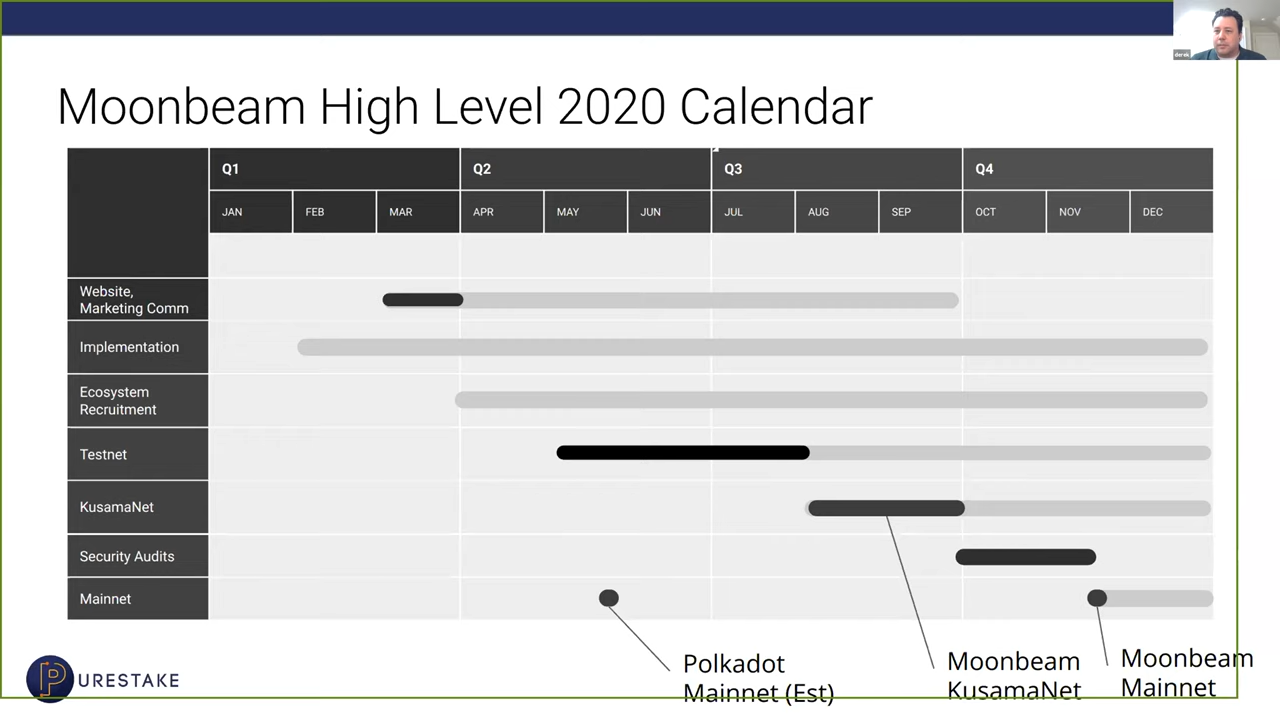 derek
Moonbeam High Level 2020 Calendar
Q1
Q2
Q3
Q4
JAN
FEB
MAR
APR
MAY
JUN
JUL
AUG
SEP
OCT
NOV
DEC
Website,
Marketing Comm
Implementation
Ecosystem
Recruitment
Testnet
KusamaNet
Security Audits
Mainnet
Polkadot
Mainnet (Est)
Moonbeam
KusamaNet
Moonbeam
Mainnet
PURESTAKE